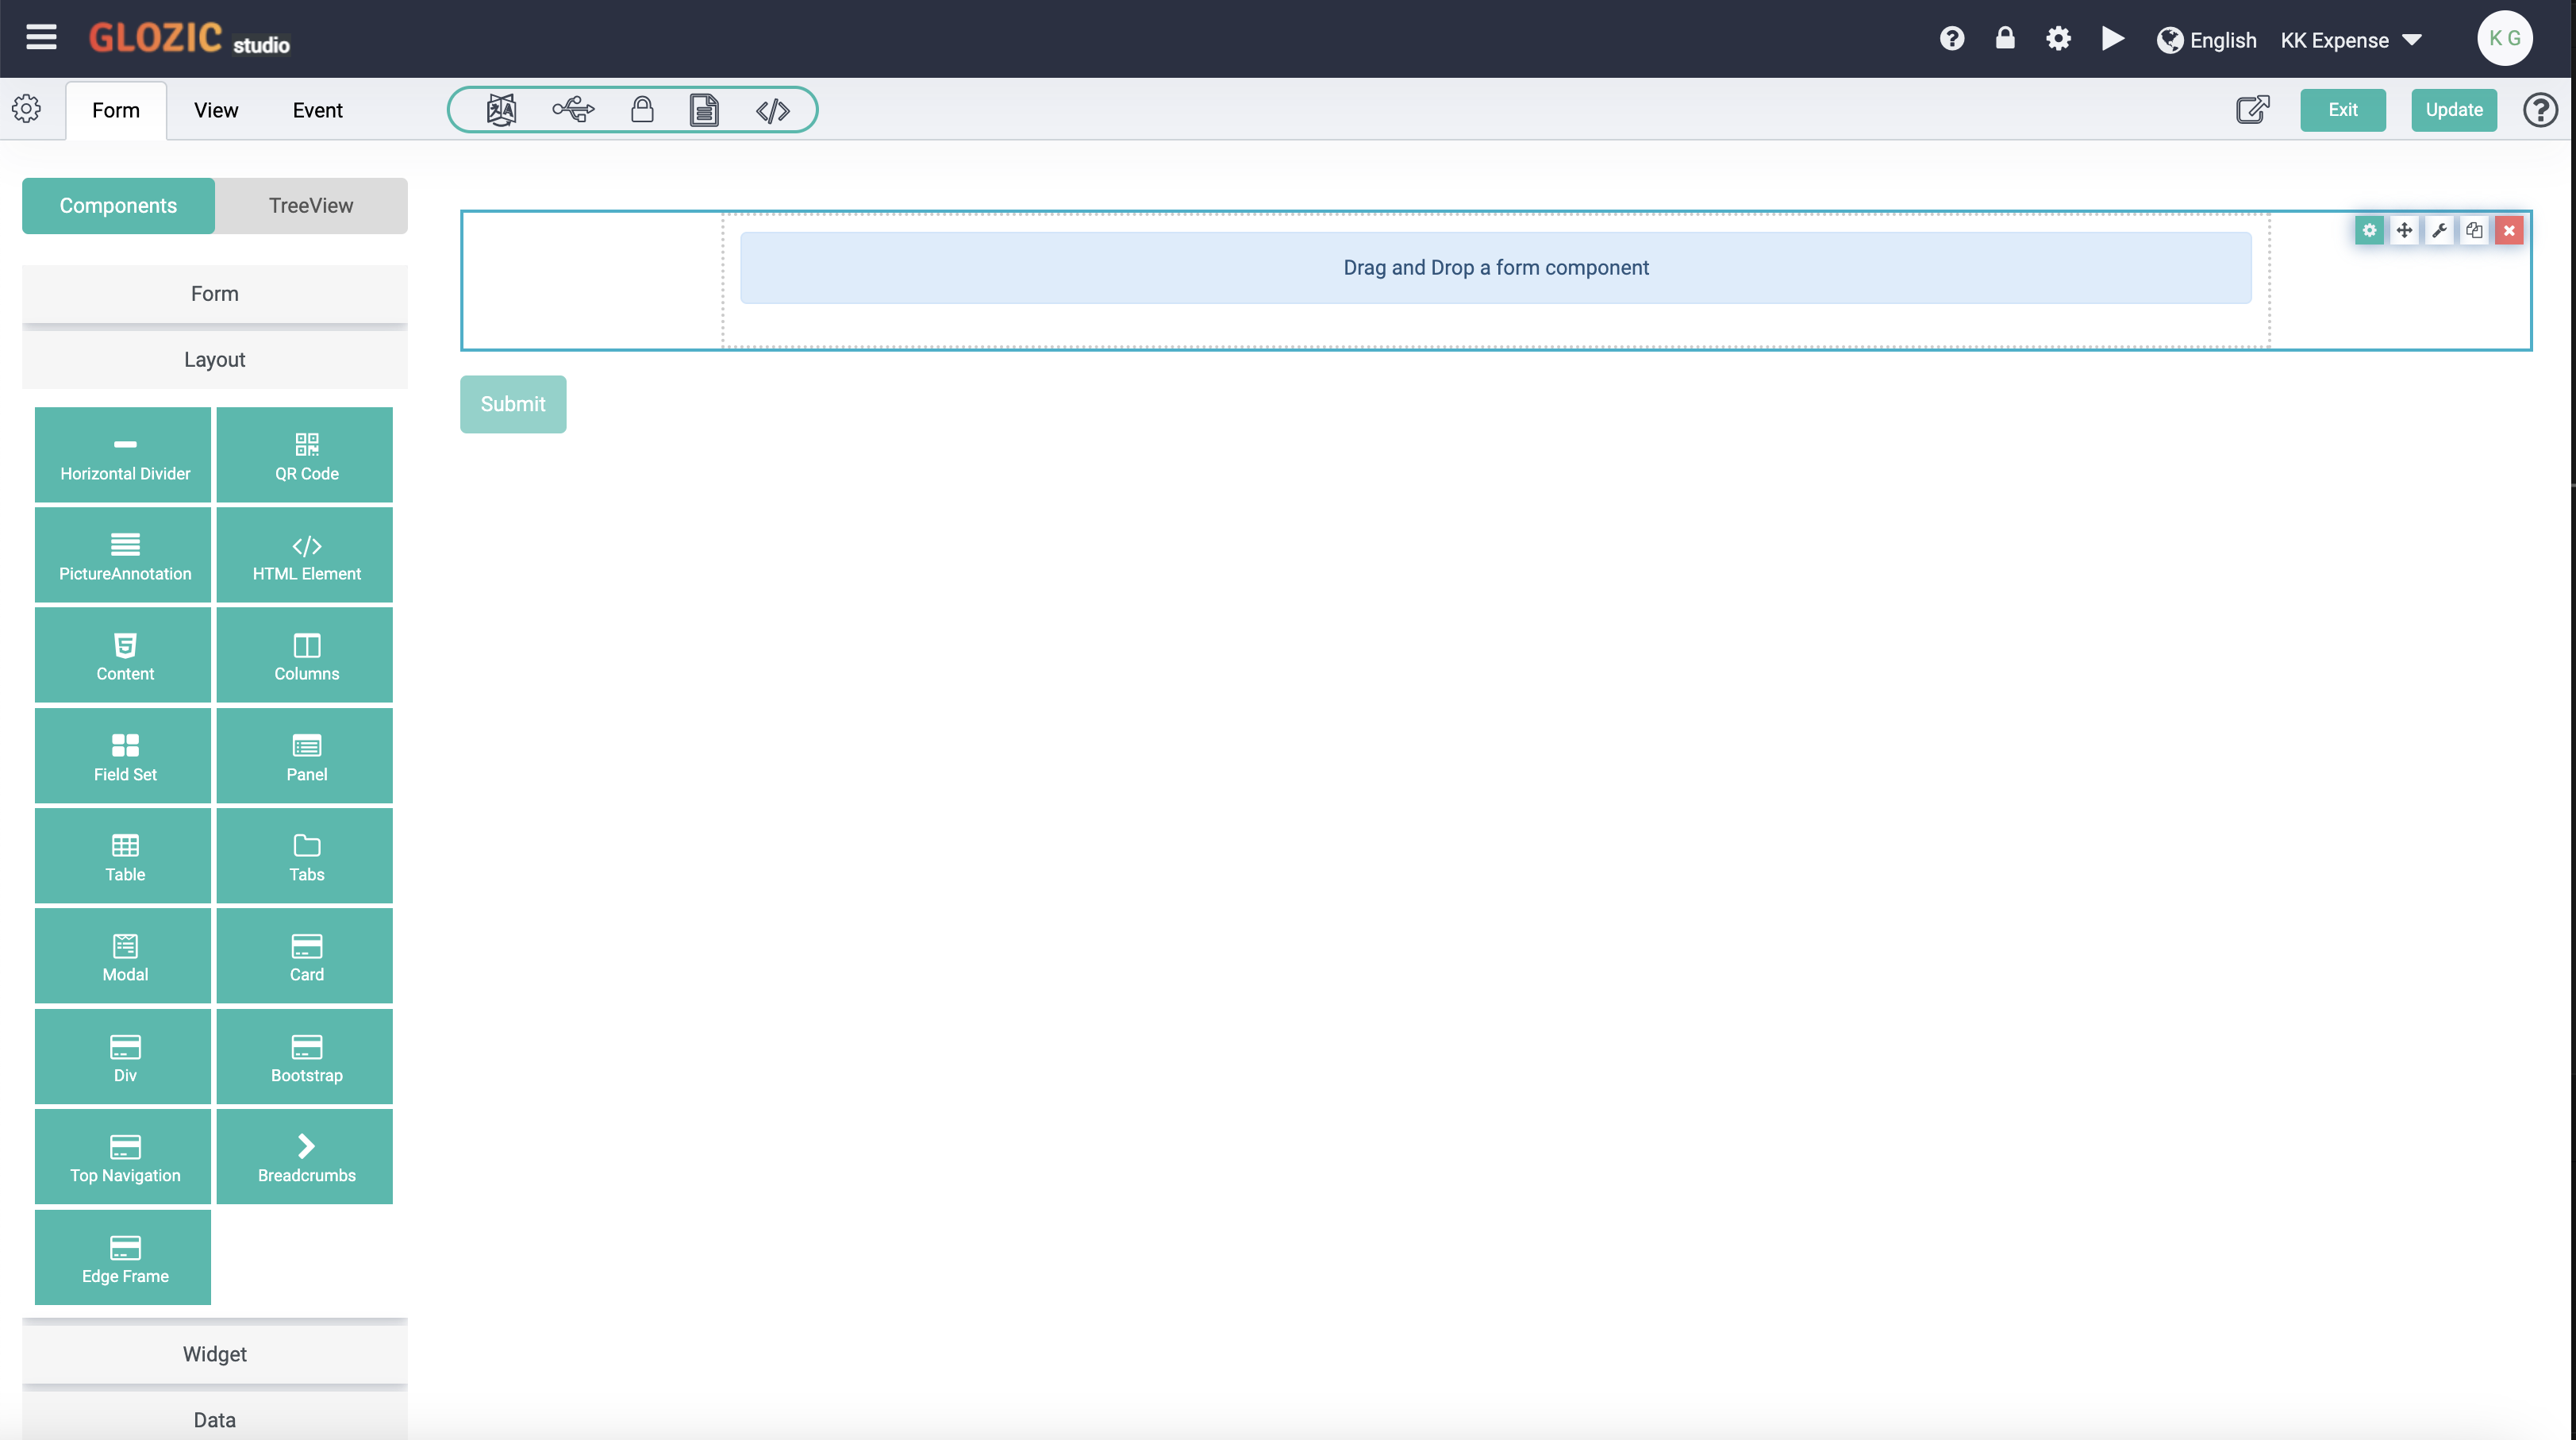 GLOZIC studio
English
KK Expense
K G
Form
View
Event
Exit
Update
Components
TreeView
Drag and Drop a form component
Submit
Form
Layout
Horizontal Divider
QR Code
PictureAnnotation
HTML Element
Content
Columns
Field Set
Panel
Table
Tabs
Modal
Card
Div
Bootstrap
Top Navigation
Breadcrumbs
Edge Frame
Widget
Data